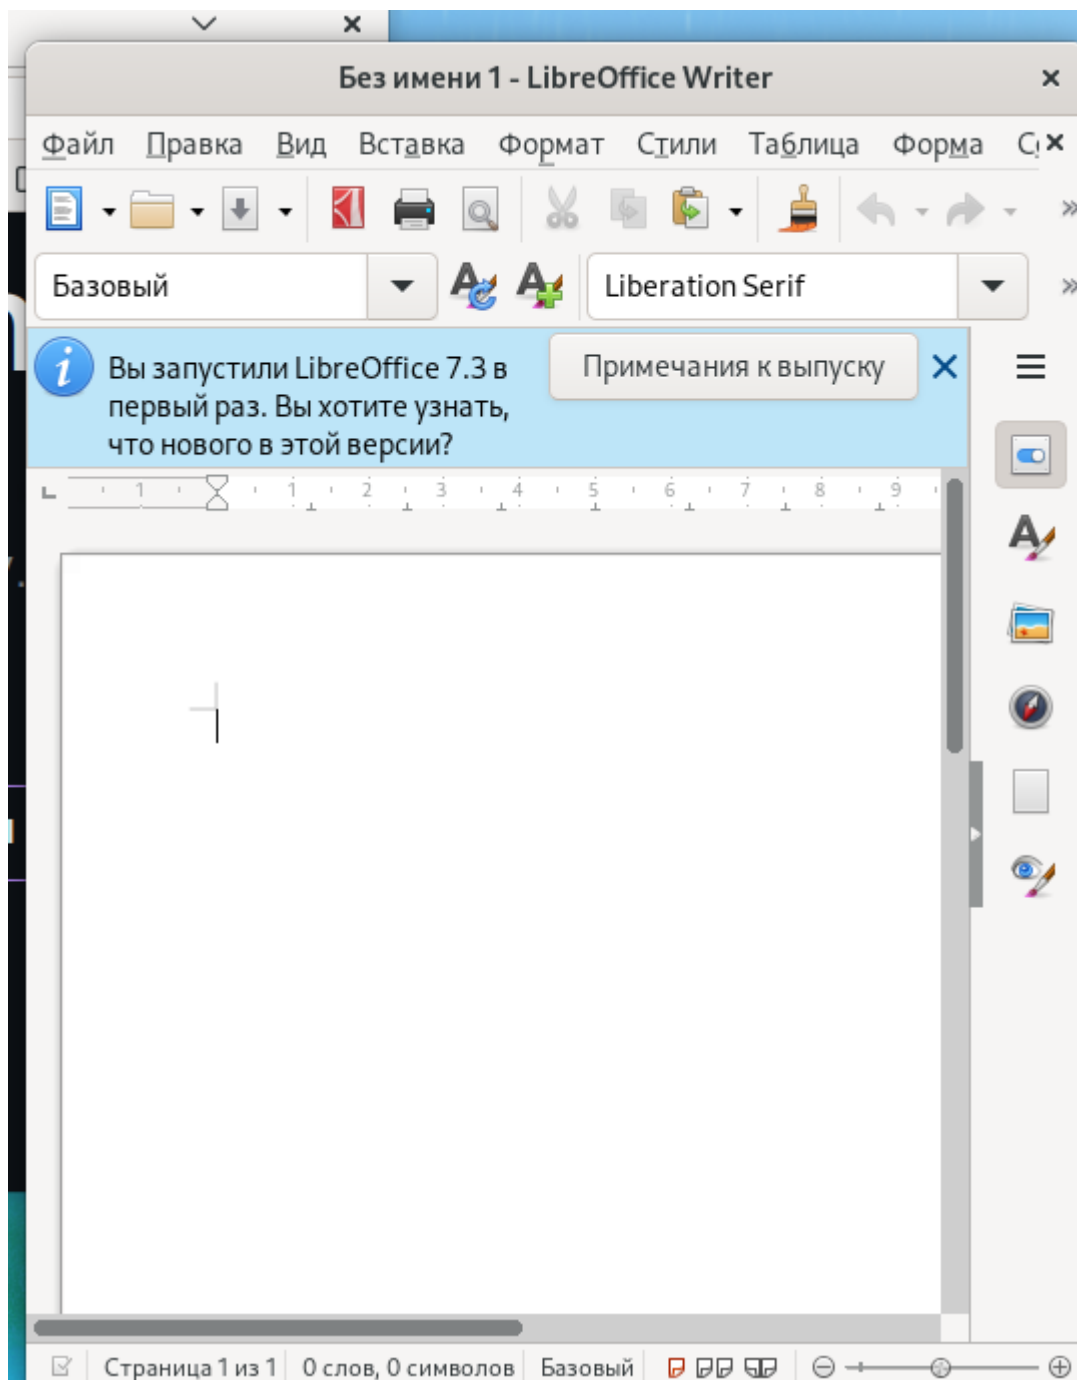 Без имени 1 - LibreOffice Writer
Файл Правка Вид Вставка Формат Стили Таблица Форма
Базовый Liberation Serif
Вы запустили LibreOffice 7.3 в
первый раз. Вы хотите узнать,
что нового в этой версии?
Примечания к выпуску
1 1 2 3 4 5 6 7 8 9
Страница 1 из 1 0 слов, 0 символов Базовый